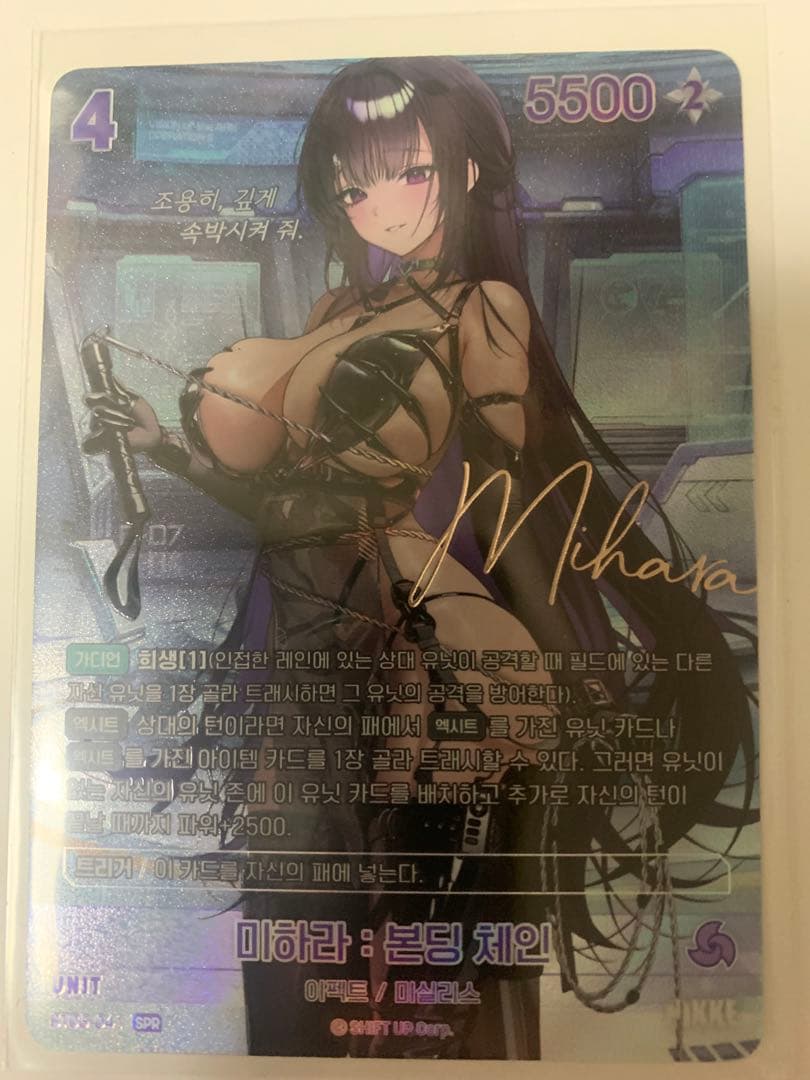 4
5500
2
조용히, 깊게
속박시켜 줘.
Mihara
가디언 희생[1](인접한 레인에 있는 상대 유닛이 공격할 때 필드에 있는 다른
자신 유닛을 1장 골라 트래시하면 그 유닛의 공격을 방어한다).
엑시트 상대의 턴이라면 자신의 패에서 엑시트 를 가진 유닛 카드나
엑시트 를 가진 아이템 카드를 1장 골라 트래시할 수 있다. 그러면 유닛이
없는 자신의 유닛 존에 이 유닛 카드를 배치하고 추가로 자신의 턴이
끝날 때까지 파워+2500.
트리거 / 이 카드를 자신의 패에 넣는다.
미하라 : 본딩 체인
UNIT
이팩트 / 미실리스
SPR
© SHIFT UP Corp.
NIKKE